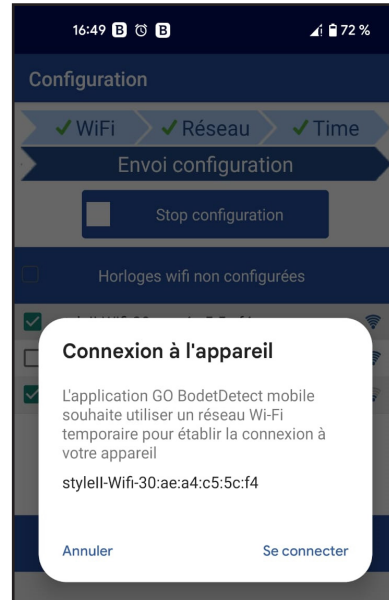 16:49 B B 72 %
Configuration
WiFi Réseau Time
Envoi configuration
Stop configuration
Horloges wifi non configurées
Connexion à l'appareil
L'application GO BodetDetect mobile
souhaite utiliser un réseau Wi-Fi
temporaire pour établir la connexion à
votre appareil
styleII-Wifi-30:ae:a4:c5:5c:f4
Annuler Se connecter